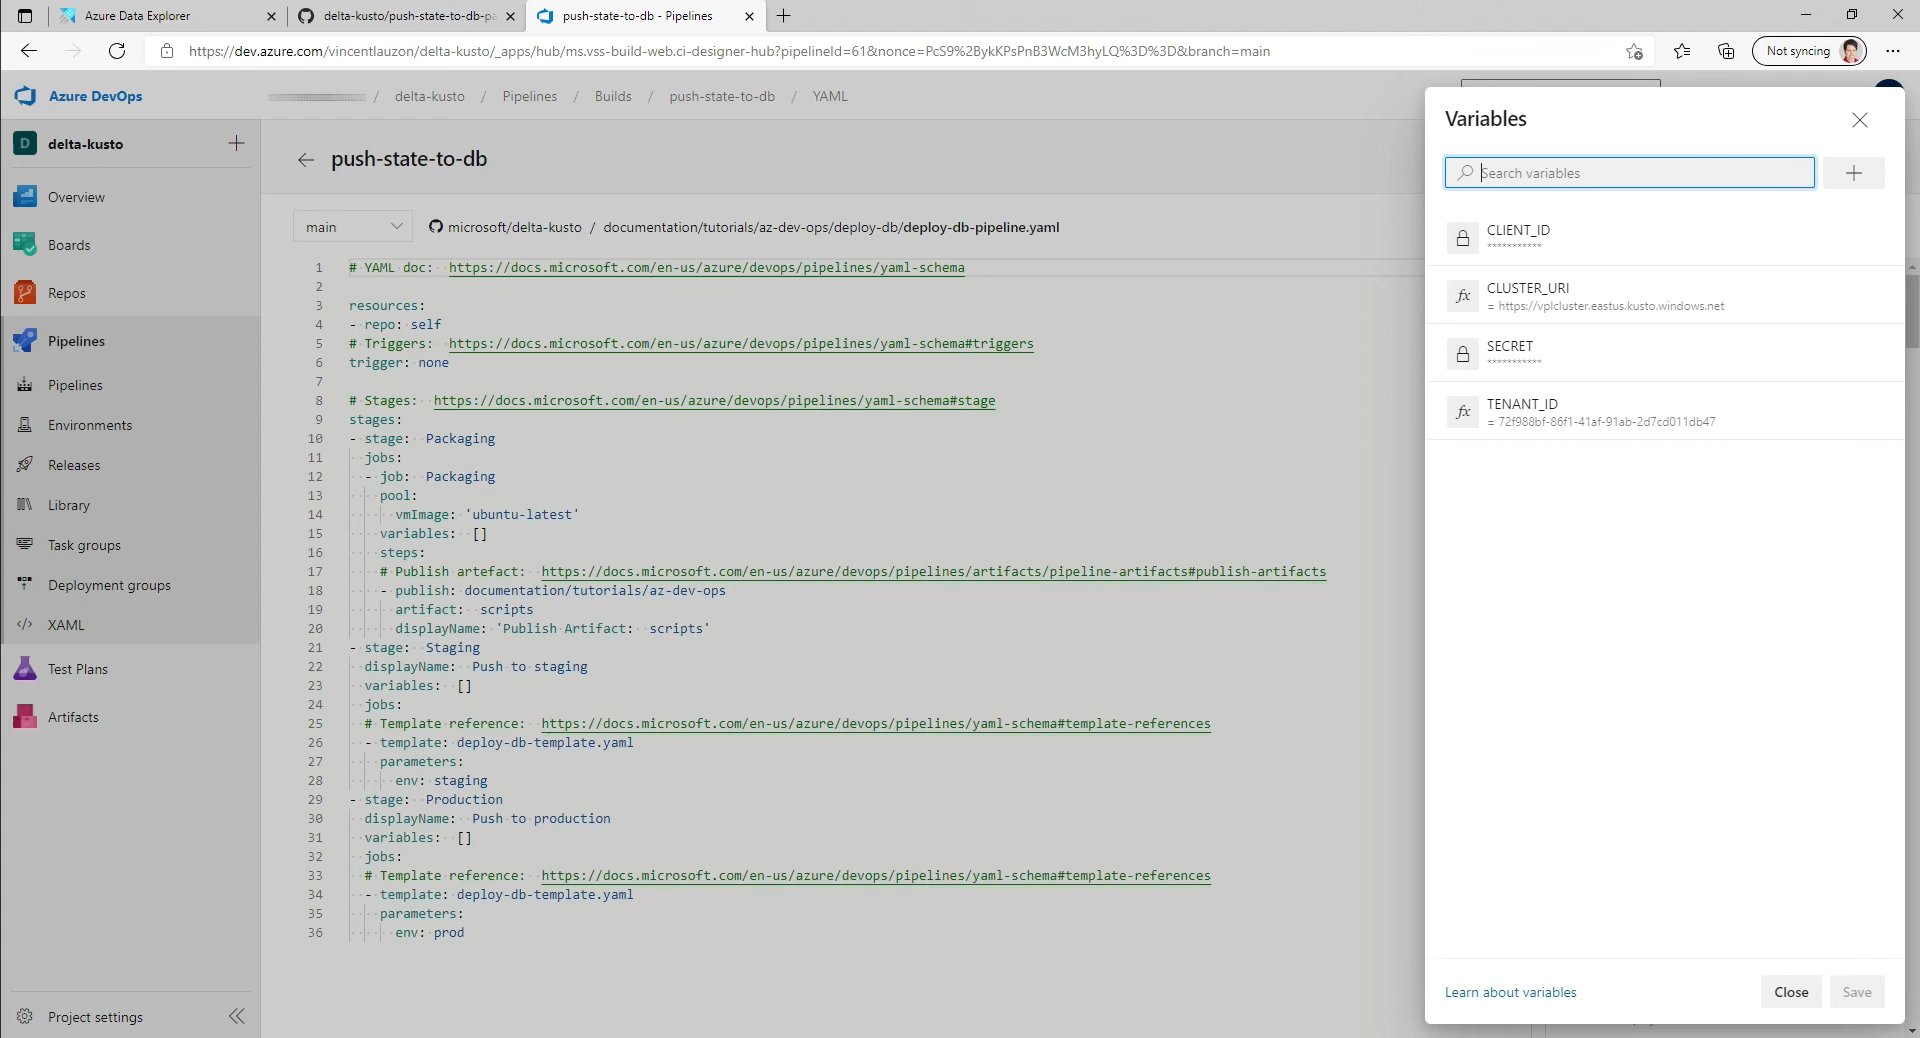 Azure Data Explorer
delta-kusto/push-state-to-db-pa
push-state-to-db - Pipelines
https://dev.azure.com/vincentlauzon/delta-kusto/_apps/hub/ms.vss-build-web.ci-designer-hub?pipelineId=61&nonce=PcS9%2BykKPsPnB3WcM3hyLQ%3D%3D&branch=main
Not syncing
Azure DevOps
/ delta-kusto / Pipelines / Builds / push-state-to-db / YAML
D delta-kusto
Overview
Boards
Repos
Pipelines
Pipelines
Environments
Releases
Library
Task groups
Deployment groups
XAML
Test Plans
Artifacts
Project settings
push-state-to-db
main
microsoft/delta-kusto / documentation/tutorials/az-dev-ops/deploy-db/deploy-db-pipeline.yaml
1 # YAML doc:  https://docs.microsoft.com/en-us/azure/devops/pipelines/yaml-schema
2
3 resources:
4 - repo: self
5 # Triggers:  https://docs.microsoft.com/en-us/azure/devops/pipelines/yaml-schema#triggers
6 trigger: none
7
8 # Stages:  https://docs.microsoft.com/en-us/azure/devops/pipelines/yaml-schema#stage
9 stages:
10 - stage:  Packaging
11   jobs:
12   - job:  Packaging
13     pool:
14       vmImage: 'ubuntu-latest'
15     variables:  []
16     steps:
17     # Publish artefact:  https://docs.microsoft.com/en-us/azure/devops/pipelines/artifacts/pipeline-artifacts#publish-artifacts
18     - publish: documentation/tutorials/az-dev-ops
19       artifact:  scripts
20       displayName: 'Publish Artifact:  scripts'
21 - stage:  Staging
22   displayName:  Push to staging
23   variables:  []
24   jobs:
25   # Template reference:  https://docs.microsoft.com/en-us/azure/devops/pipelines/yaml-schema#template-references
26   - template: deploy-db-template.yaml
27     parameters:
28       env: staging
29 - stage:  Production
30   displayName:  Push to production
31   variables:  []
32   jobs:
33   # Template reference:  https://docs.microsoft.com/en-us/azure/devops/pipelines/yaml-schema#template-references
34   - template: deploy-db-template.yaml
35     parameters:
36       env: prod
Variables
Search variables
CLIENT_ID
***********
fx CLUSTER_URI
= https://vplcluster.eastus.kusto.windows.net
SECRET
***********
fx TENANT_ID
= 72f988bf-86f1-41af-91ab-2d7cd011db47
Learn about variables
Close
Save